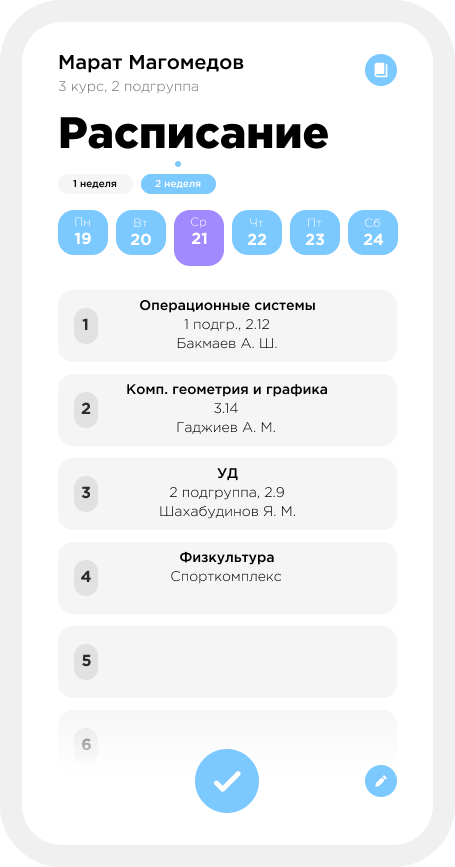 Марат Магомедов
3 курс, 2 подгруппа
Расписание
1 неделя 2 неделя
Пн Вт Ср Чт Пт Сб
19 20 21 22 23 24
1
Операционные системы
1 подгр., 2.12
Бакмаев А. Ш.
2
Комп. геометрия и графика
3.14
Гаджиев А. М.
3
УД
2 подгруппа, 2.9
Шахабудинов Я. М.
4
Физкультура
Спорткомплекс
5
6